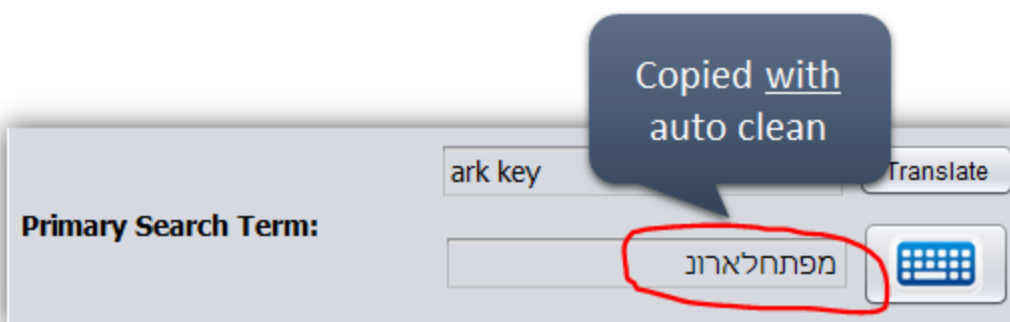 Copied with
auto clean
ark key
Translate
Primary Search Term:
מפתחלארונ